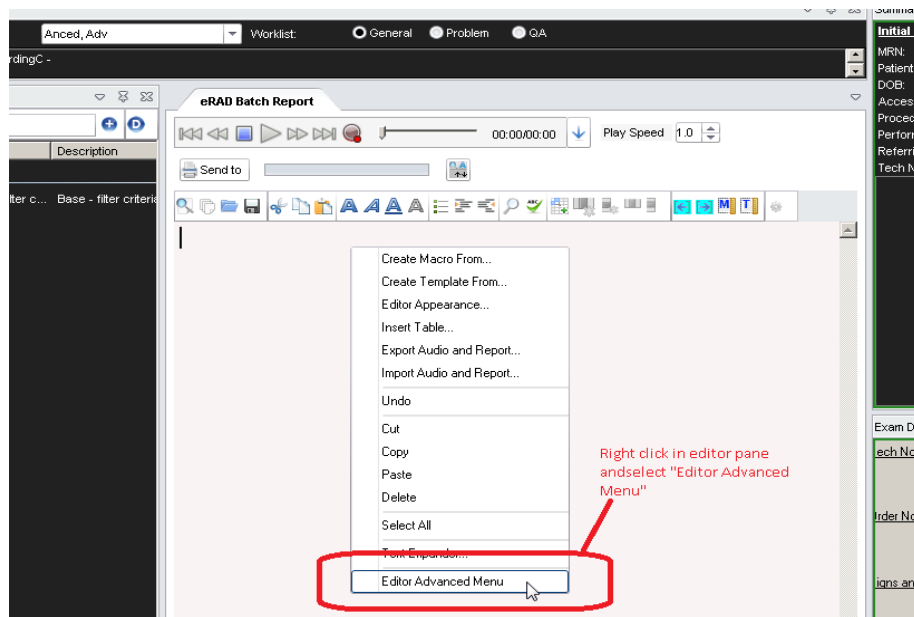 Summa
Anced, Adv
Worklist:
General
Problem
QA
Initial
rdingC -
MRN:
Patient
DOB:
Acces
Proced
Perforr
Referri
Tech N
eRAD Batch Report
00:00/00:00
Play Speed
1.0
D
Description
Send to
lter c... Base - filter criteria
ABC
M
T
Create Macro From...
Create Template From...
Editor Appearance...
Insert Table...
Export Audio and Report...
Import Audio and Report...
Undo
Cut
Copy
Paste
Delete
Select All
Text Expander...
Editor Advanced Menu
Right click in editor pane
andselect "Editor Advanced
Menu"
Exam D
ech No
rder No
igns an